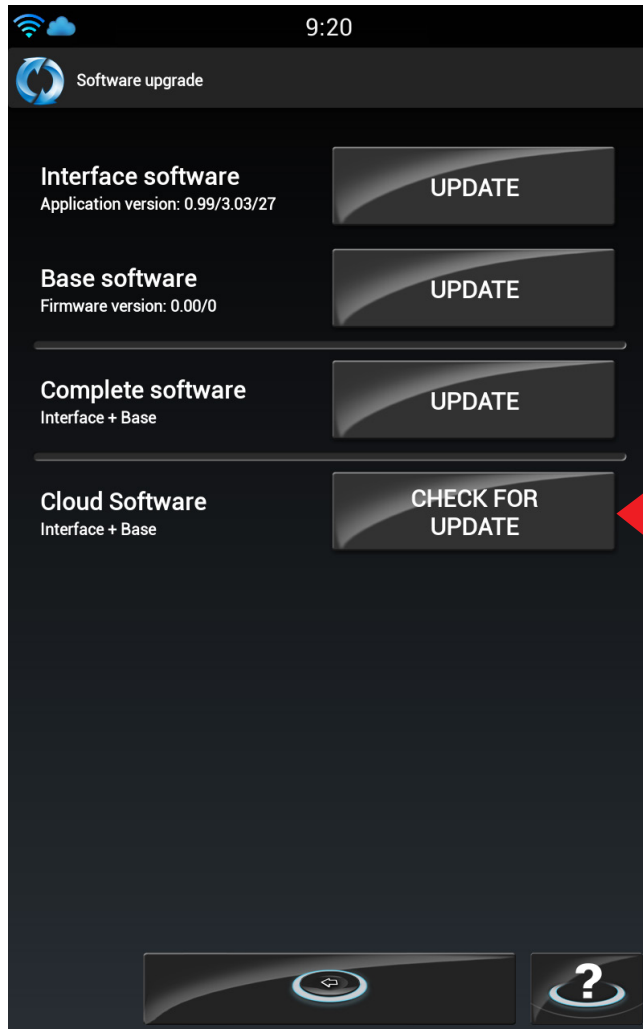 9:20
Software upgrade
Interface software
Application version: 0.99/3.03/27
UPDATE
Base software
Firmware version: 0.00/0
UPDATE
Complete software
Interface + Base
UPDATE
Cloud Software
Interface + Base
CHECK FOR
UPDATE
?